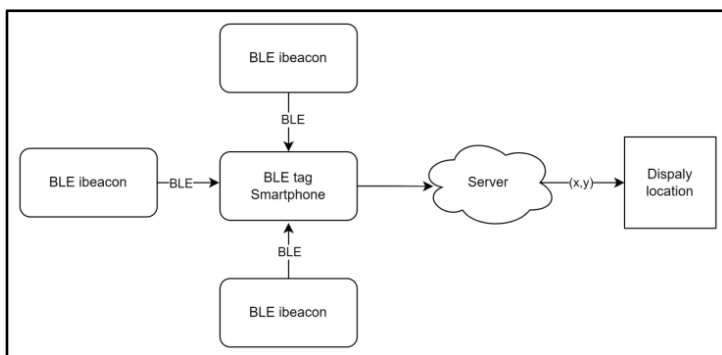 BLE ibeacon
BLE
BLE ibeacon
BLE
BLE tag
Smartphone
Server
(x,y)
Dispaly
location
BLE
BLE ibeacon